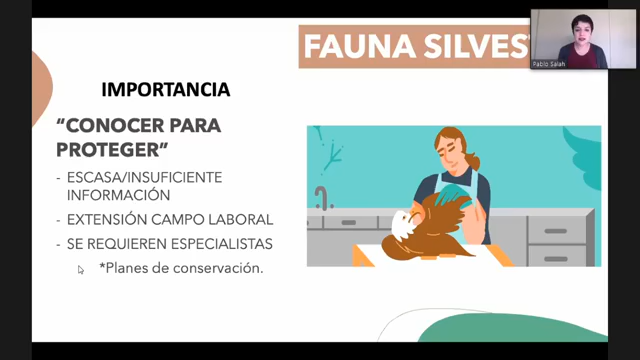 FAUNA SILVES
Pablo Salah
IMPORTANCIA
“CONOCER PARA
PROTEGER”
- ESCASA/INSUFICIENTE
INFORMACIÓN
- EXTENSIÓN CAMPO LABORAL
- SE REQUIEREN ESPECIALISTAS
*Planes de conservación.